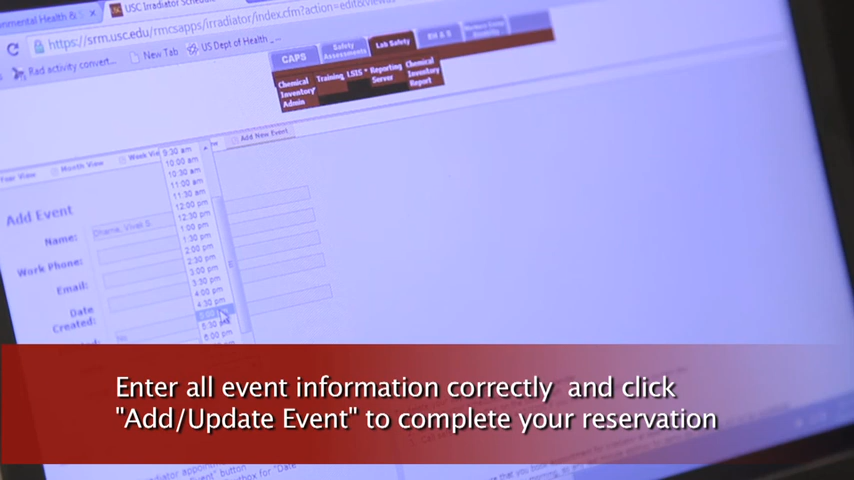 USC Irradiator Schedul
https://srm.usc.edu/rmcsapps/irradiator/index.cfm?action=edit&view
Rad activity convert...
New Tab
US Dept of Health _...
CAPS
Safety Assessments
Lab Safety
EH & S
Chemical Inventory Admin
Training
LSIS
Reporting Server
Chemical Inventory Report
Year View
Month View
Week Vie
Add New Event
9:30 am
10:00 am
10:30 am
11:00 am
11:30 am
12:00 pm
12:30 pm
1:00 pm
1:30 pm
2:00 pm
2:30 pm
3:00 pm
3:30 pm
4:00 pm
4:30 pm
5:30
6:00 pm
Add Event
Name:
Work Phone:
Email:
Date
Created:
Enter all event information correctly and click
"Add/Update Event" to complete your reservation